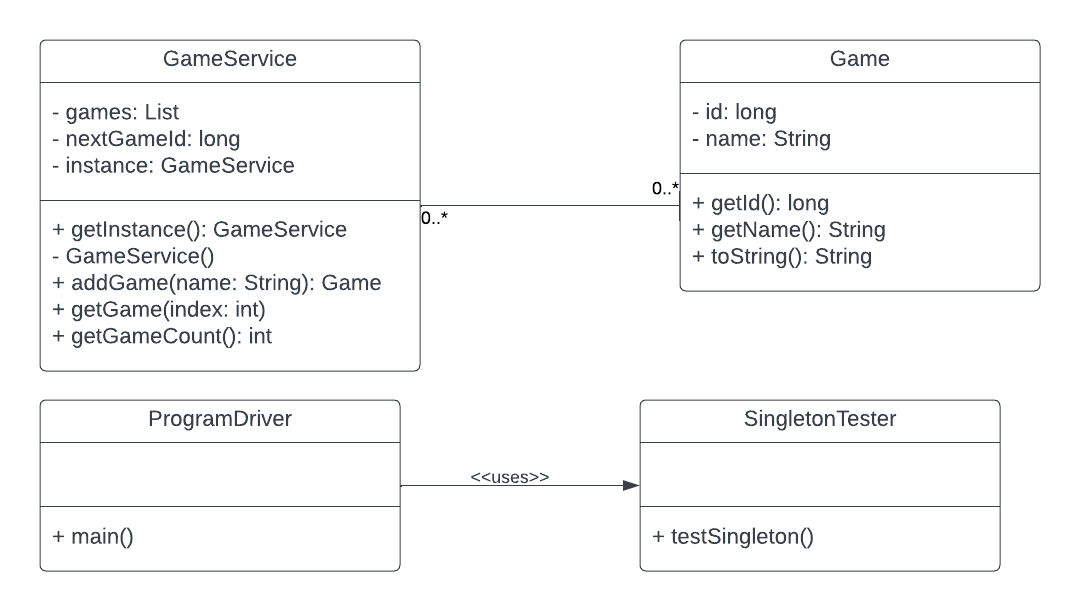 GameService
- games: List
- nextGameId: long
- instance: GameService
+ getInstance(): GameService
- GameService()
+ addGame(name: String): Game
+ getGame(index: int)
+ getGameCount(): int
0..*
0..*
Game
- id: long
- name: String
+ getId(): long
+ getName(): String
+ toString(): String
ProgramDriver
+ main()
<<uses>>
SingletonTester
+ testSingleton()